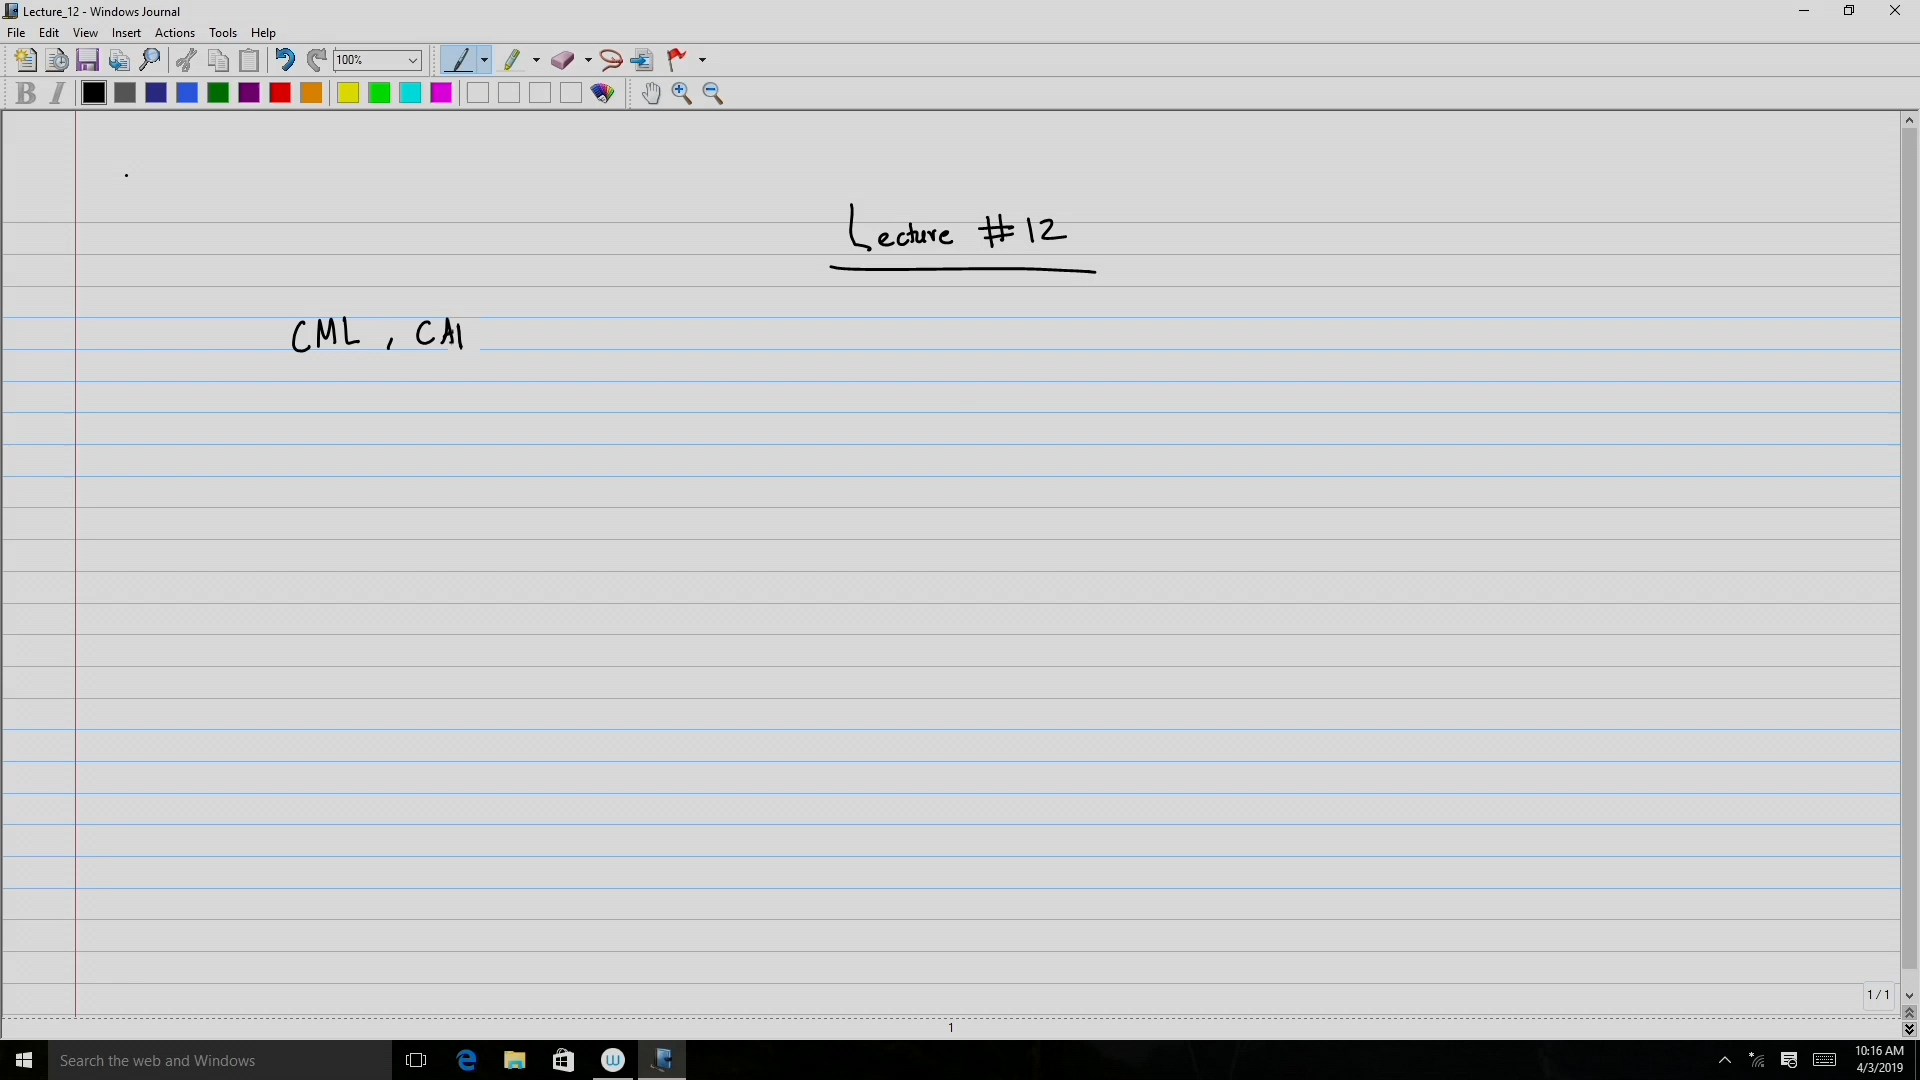 Lecture_12 - Windows Journal
File Edit View Insert Actions Tools Help
100%
B I
Lecture #12
CML , CAI
1 / 1
1
Search the web and Windows
10:16 AM
4/3/2019